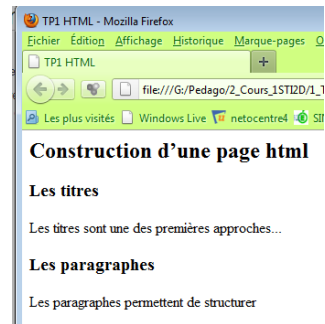 TP1 HTML - Mozilla Firefox
Fichier Édition Affichage Historique Marque-pages O
TP1 HTML +
file:///G:/Pedago/2_Cours_1STI2D/1_T
Les plus visités Windows Live netocentre4 SI
Construction d'une page html
Les titres
Les titres sont une des premières approches...
Les paragraphes
Les paragraphes permettent de structurer